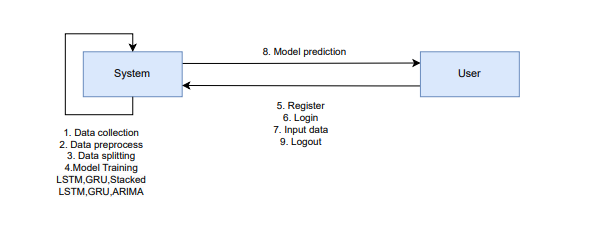 8. Model prediction
System
User
5. Register
6. Login
7. Input data
9. Logout
1. Data collection
2. Data preprocess
3. Data splitting
4.Model Training
LSTM,GRU,Stacked
LSTM,GRU,ARIMA